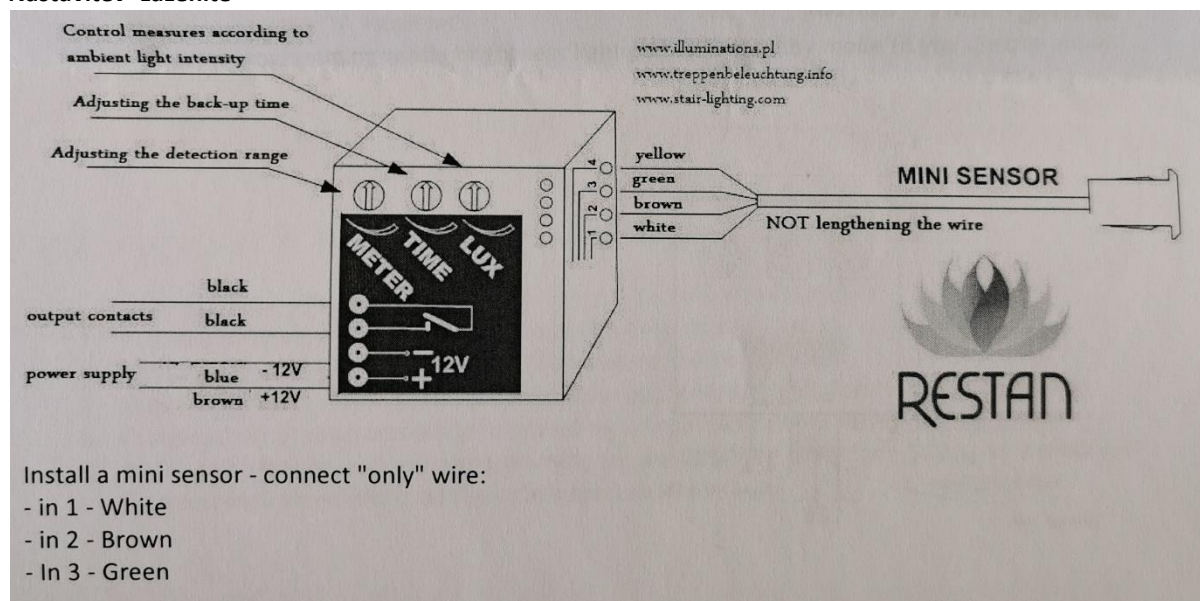 Control measures according to
ambient light intensity
Adjusting the back-up time
Adjusting the detection range
www.illuminations.pl
www.treppenbeleuchtung.info
www.stair-lighting.com
4
3
2
1
yellow
green
brown
white
MINI SENSOR
NOT lengthening the wire
METER
TIME
LUX
output contacts
black
black
power supply
blue - 12V
brown +12V
− 12V
+
RESTAN
Install a mini sensor - connect "only" wire:
- in 1 - White
- in 2 - Brown
- In 3 - Green